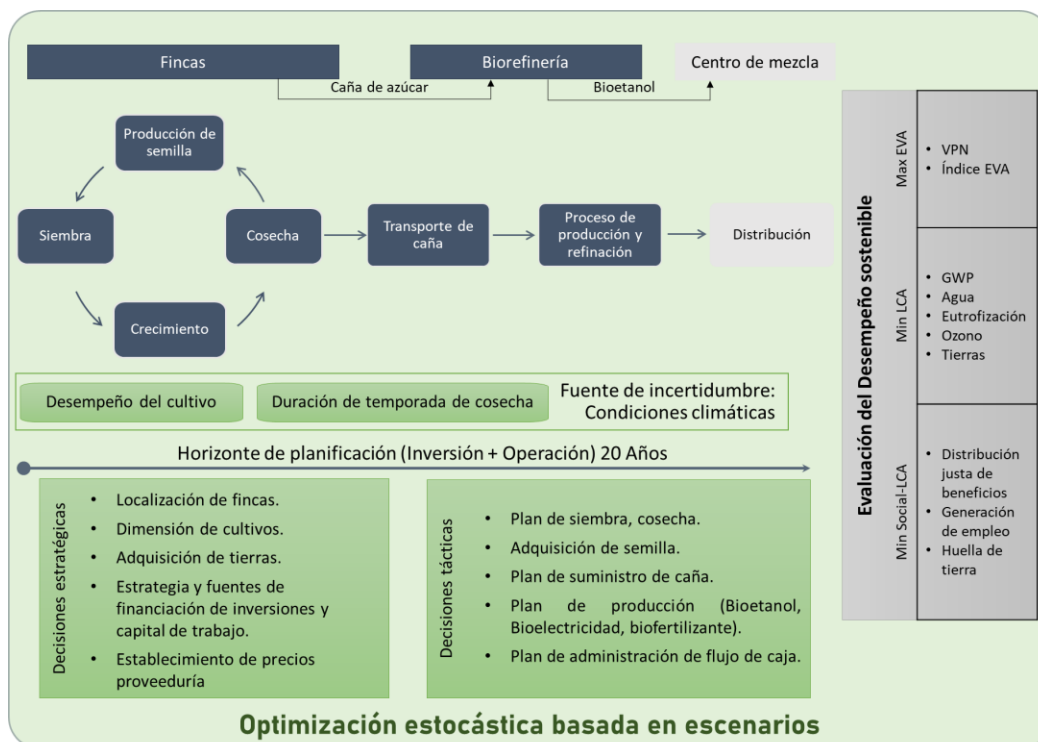 Fincas
Biorefinería
Centro de mezcla
Caña de azúcar
Bioetanol
Producción de
semilla
Siembra
Cosecha
Transporte de
caña
Proceso de
producción y
refinación
Distribución
Crecimiento
Desempeño del cultivo
Duración de temporada de cosecha
Fuente de incertidumbre:
Condiciones climáticas
Horizonte de planificación (Inversión + Operación) 20 Años
Decisiones estratégicas
• Localización de fincas.
• Dimensión de cultivos.
• Adquisición de tierras.
• Estrategia y fuentes de
financiación de inversiones y
capital de trabajo.
• Establecimiento de precios
proveeduría
Decisiones tácticas
• Plan de siembra, cosecha.
• Adquisición de semilla.
• Plan de suministro de caña.
• Plan de producción (Bioetanol,
Bioelectricidad, biofertilizante).
• Plan de administración de flujo de caja.
Evaluación del Desempeño sostenible
Max EVA
• VPN
• Índice EVA
Min LCA
• GWP
• Agua
• Eutrofización
• Ozono
• Tierras
Min Social-LCA
• Distribución
justa de
beneficios
• Generación
de empleo
• Huella de
tierra
Optimización estocástica basada en escenarios